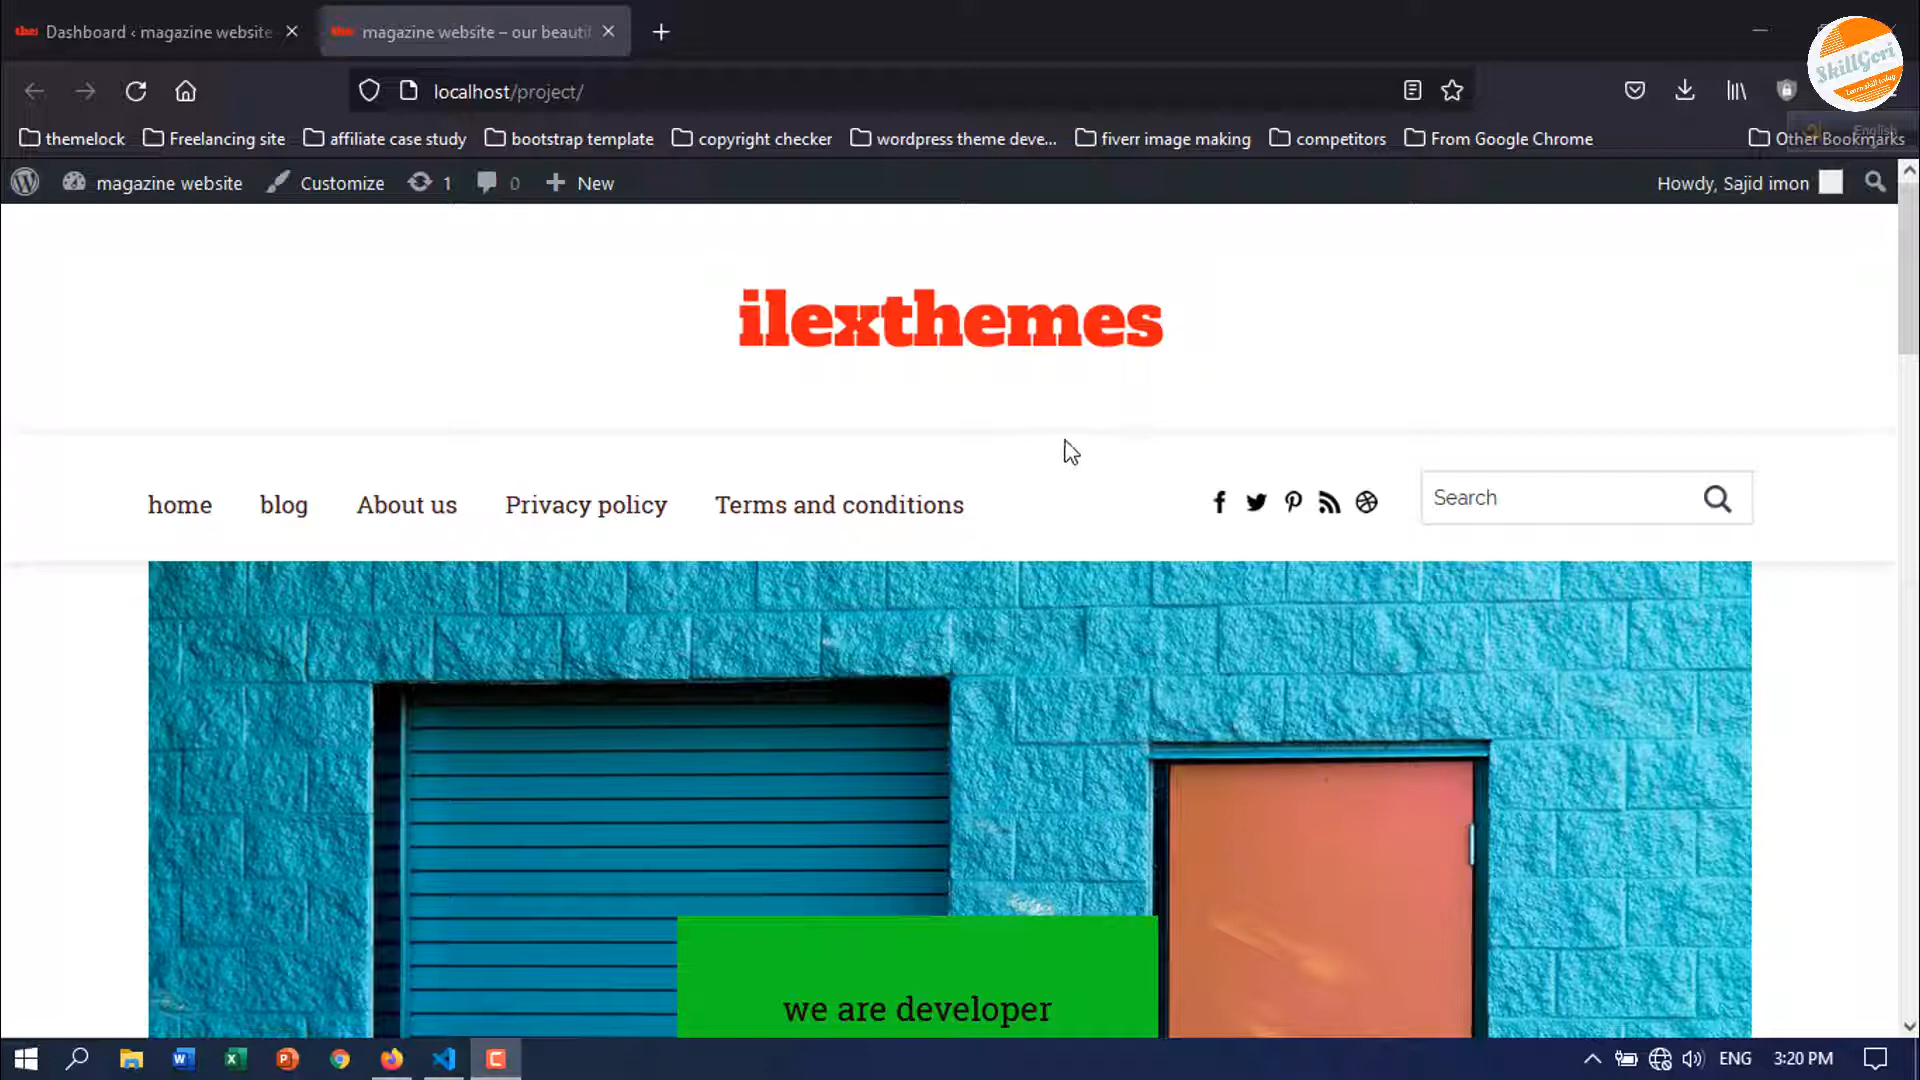 Dashboard ‹ magazine website
magazine website – our beauti
SkillGori
localhost/project/
themelock
Freelancing site
affiliate case study
bootstrap template
copyright checker
wordpress theme deve...
fiverr image making
competitors
From Google Chrome
English
Other Bookmarks
magazine website
Customize
1
0
New
Howdy, Sajid imon
ilexthemes
home
blog
About us
Privacy policy
Terms and conditions
Search
we are developer
ENG
3:20 PM